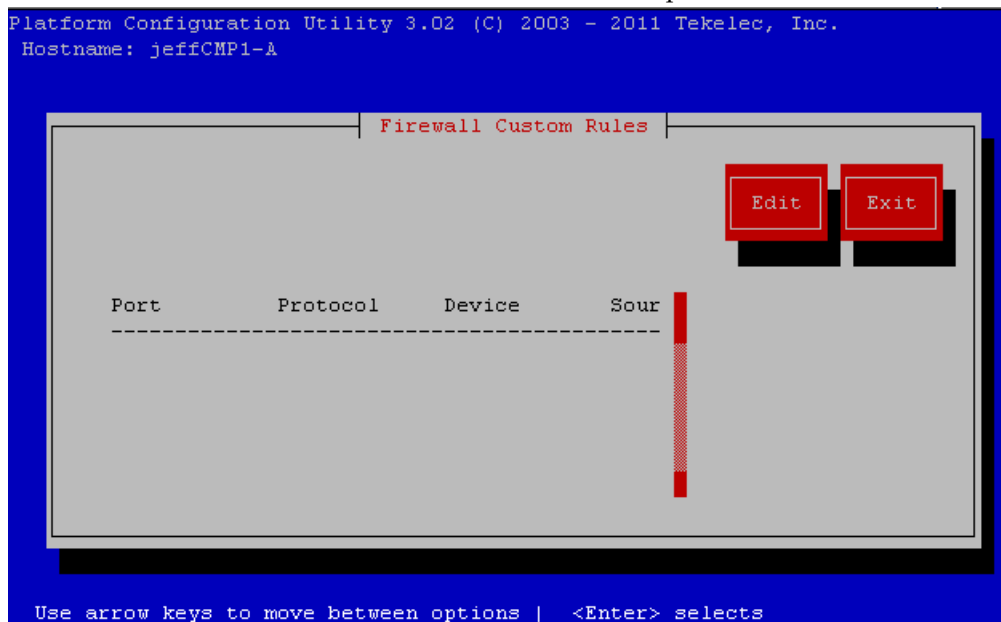 Platform Configuration Utility 3.02 (C) 2003 - 2011 Tekelec, Inc.
Hostname: jeffCMP1-A
Firewall Custom Rules
Edit Exit
Port Protocol Device Sour
-------------------------------------------
Use arrow keys to move between options | <Enter> selects